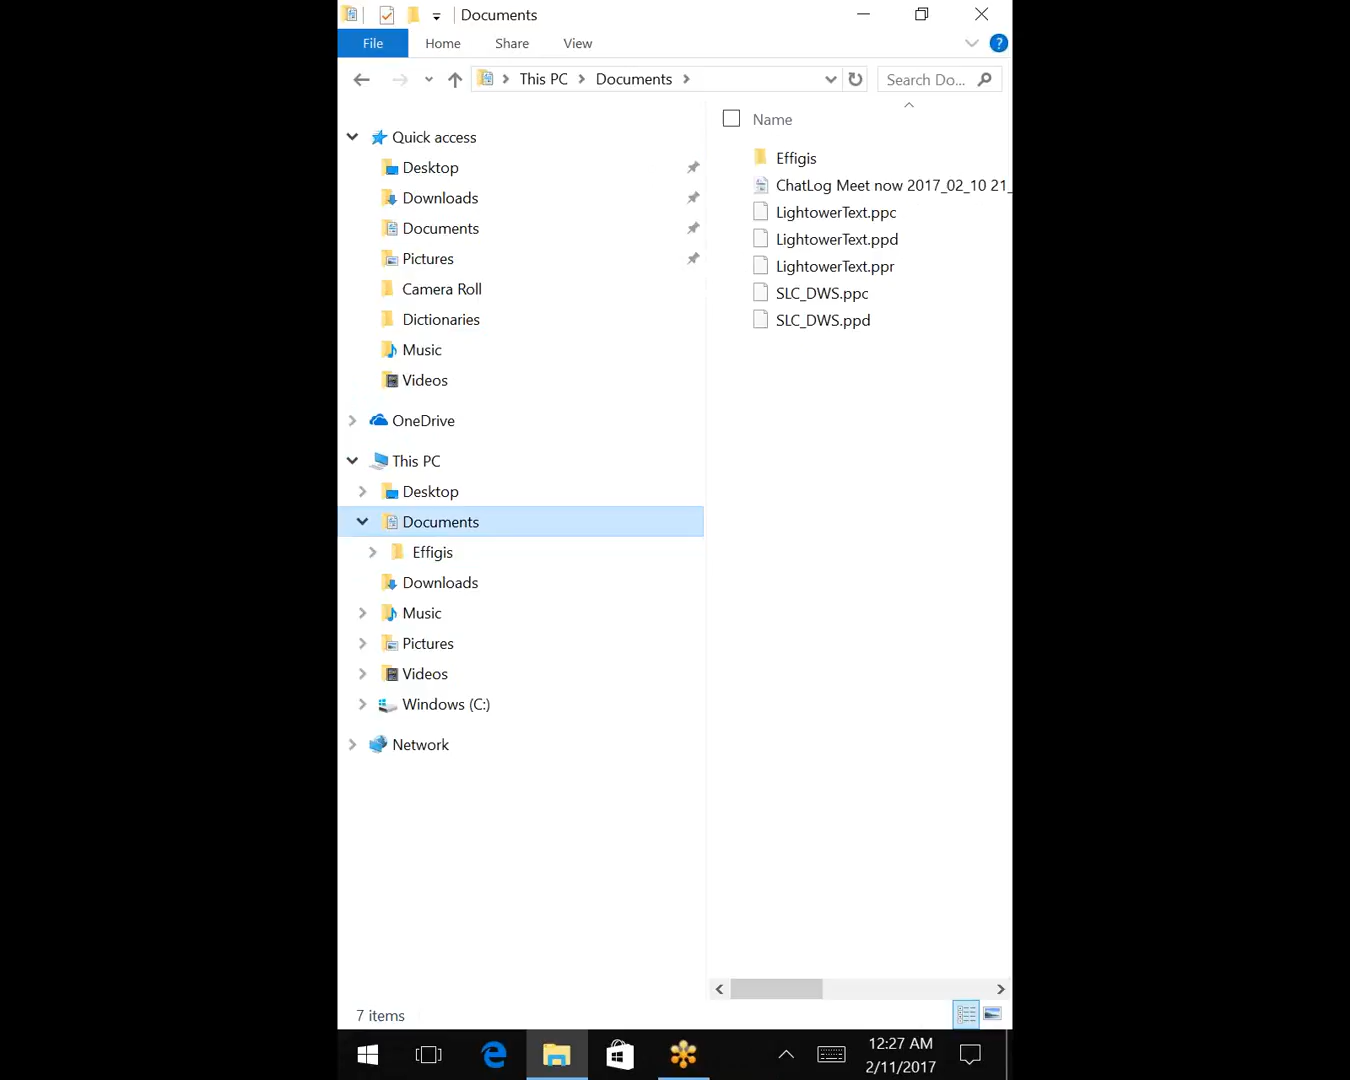 Documents
File Home Share View
This PC Documents Search Do...
Name
Quick access
Desktop
Downloads
Documents
Pictures
Camera Roll
Dictionaries
Music
Videos
OneDrive
This PC
Desktop
Documents
Effigis
Downloads
Music
Pictures
Videos
Windows (C:)
Network
Effigis
ChatLog Meet now 2017_02_10 21_
LightowerText.ppc
LightowerText.ppd
LightowerText.ppr
SLC_DWS.ppc
SLC_DWS.ppd
7 items
12:27 AM
2/11/2017